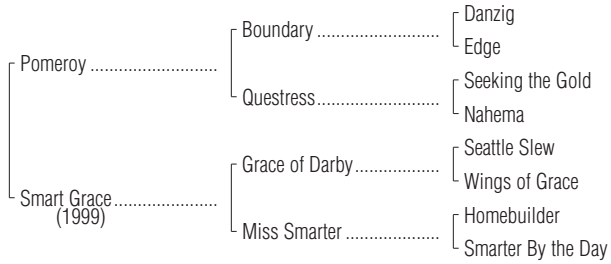 Danzig
Boundary ........................
Edge
Pomeroy .........................
Seeking the Gold
Questress........................
Nahema
Seattle Slew
Grace of Darby................
Wings of Grace
Smart Grace....................
(1999)
Homebuilder
Miss Smarter ..................
Smarter By the Day